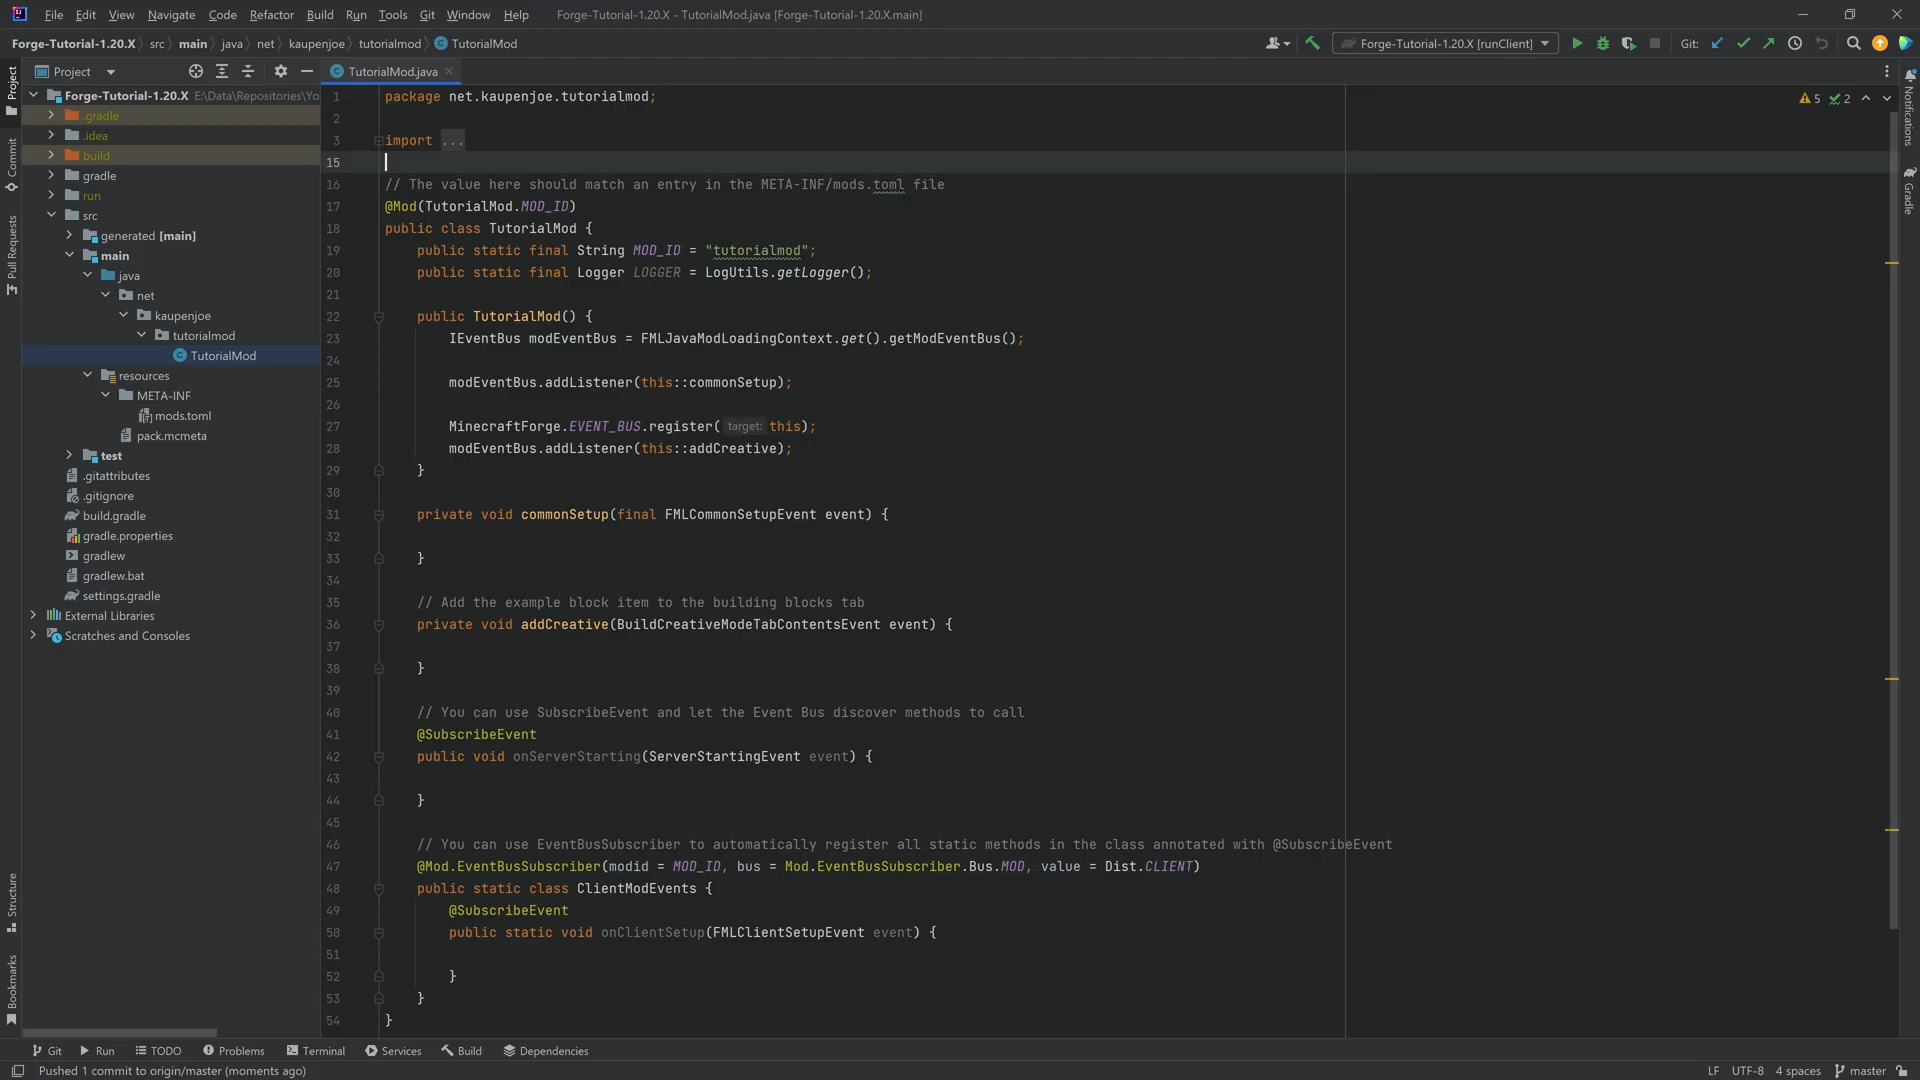 File Edit View Navigate Code Refactor Build Run Tools Git Window Help Forge-Tutorial-1.20.X - TutorialMod.java [Forge-Tutorial-1.20.X.main]
Forge-Tutorial-1.20.X src main java net kaupenjoe tutorialmod TutorialMod Forge-Tutorial-1.20.X [runClient] Git:
Project
TutorialMod.java
Project
Commit
Pull Requests
Structure
Bookmarks
Forge-Tutorial-1.20.X E:\Data\Repositories\Yo
.gradle
.idea
build
gradle
run
src
generated [main]
main
java
net
kaupenjoe
tutorialmod
TutorialMod
resources
META-INF
mods.toml
pack.mcmeta
test
.gitattributes
.gitignore
build.gradle
gradle.properties
gradlew
gradlew.bat
settings.gradle
External Libraries
Scratches and Consoles
1 package net.kaupenjoe.tutorialmod;
2
3 import ...
15
16 // The value here should match an entry in the META-INF/mods.toml file
17 @Mod(TutorialMod.MOD_ID)
18 public class TutorialMod {
19 public static final String MOD_ID = "tutorialmod";
20 public static final Logger LOGGER = LogUtils.getLogger();
21
22 public TutorialMod() {
23 IEventBus modEventBus = FMLJavaModLoadingContext.get().getModEventBus();
24
25 modEventBus.addListener(this::commonSetup);
26
27 MinecraftForge.EVENT_BUS.register( target: this);
28 modEventBus.addListener(this::addCreative);
29 }
30
31 private void commonSetup(final FMLCommonSetupEvent event) {
32
33 }
34
35 // Add the example block item to the building blocks tab
36 private void addCreative(BuildCreativeModeTabContentsEvent event) {
37
38 }
39
40 // You can use SubscribeEvent and let the Event Bus discover methods to call
41 @SubscribeEvent
42 public void onServerStarting(ServerStartingEvent event) {
43
44 }
45
46 // You can use EventBusSubscriber to automatically register all static methods in the class annotated with @SubscribeEvent
47 @Mod.EventBusSubscriber(modid = MOD_ID, bus = Mod.EventBusSubscriber.Bus.MOD, value = Dist.CLIENT)
48 public static class ClientModEvents {
49 @SubscribeEvent
50 public static void onClientSetup(FMLClientSetupEvent event) {
51
52 }
53 }
54 }
5 2
Notifications
Gradle
Git Run TODO Problems Terminal Services Build Dependencies
Pushed 1 commit to origin/master (moments ago) LF UTF-8 4 spaces master